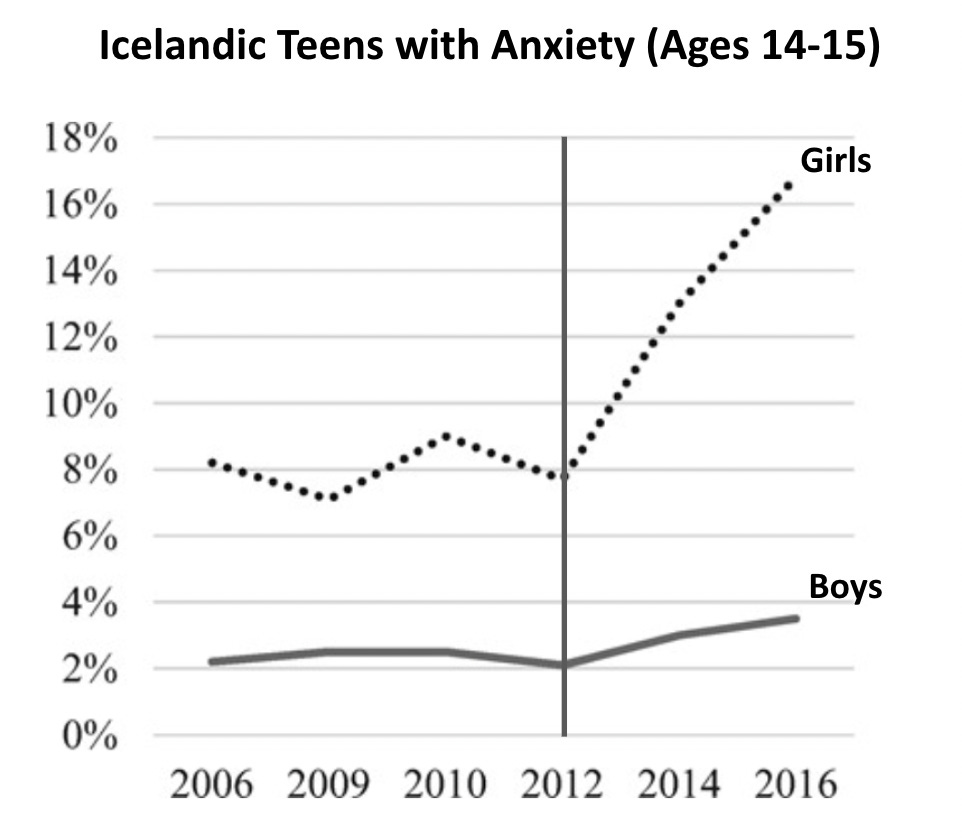 Icelandic Teens with Anxiety (Ages 14-15)
18%
Girls
16%
14%
12%
10%
8%
6%
4%
Boys
2%
0%
2006 2009 2010 2012 2014 2016